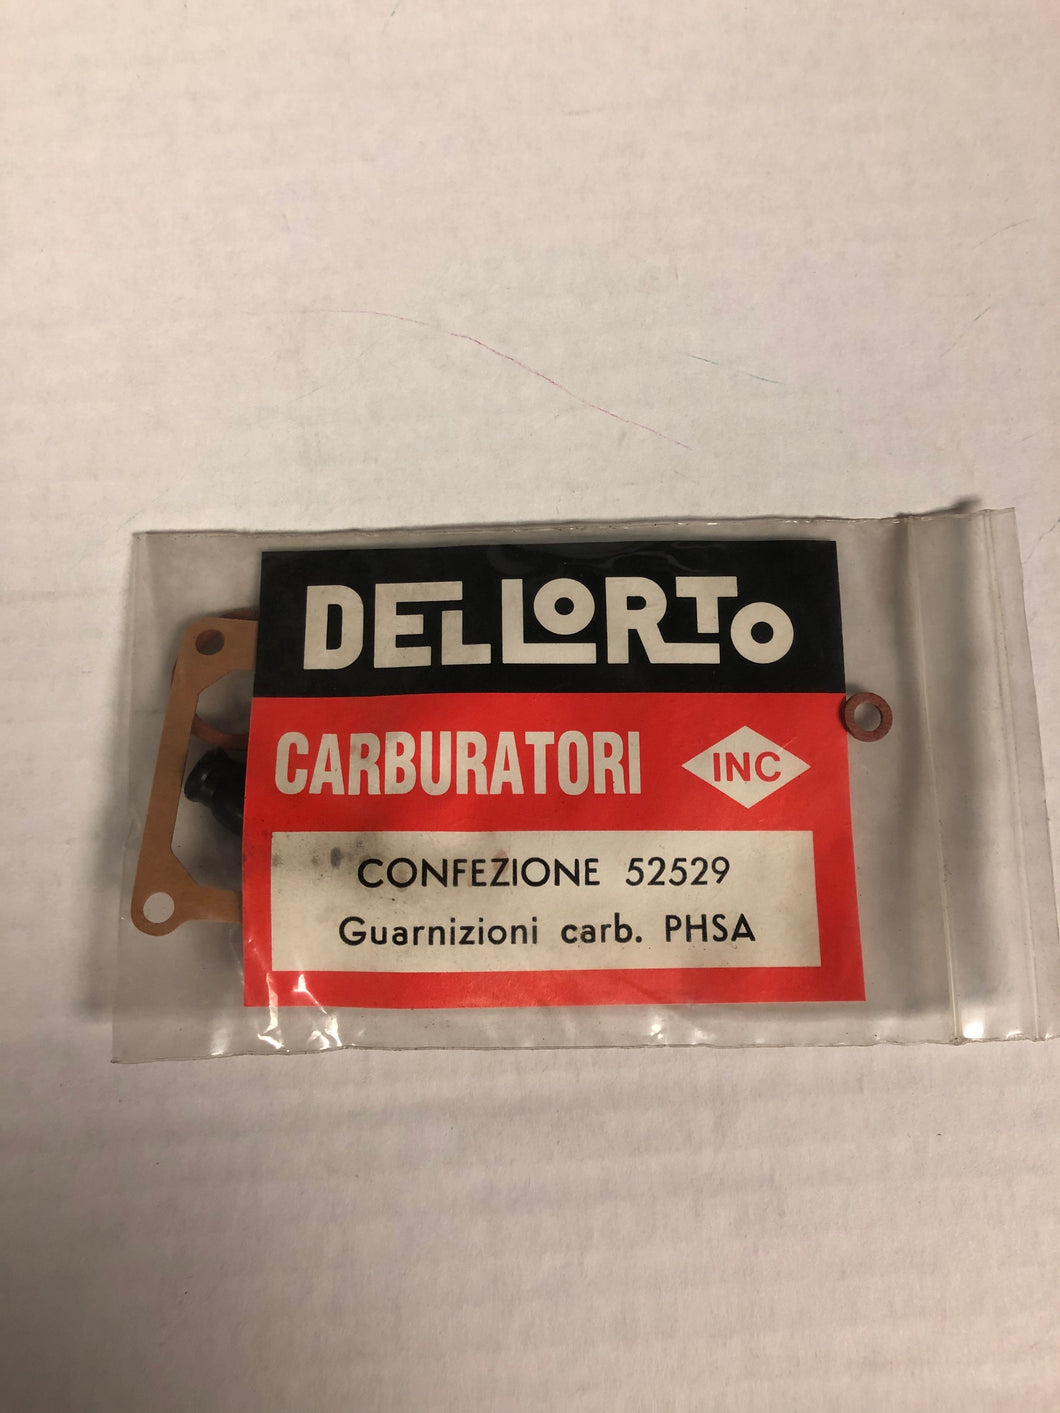 DELLORTO
CARBURATORI INC
CONFEZIONE 52529
Guarnizioni carb. PHSA